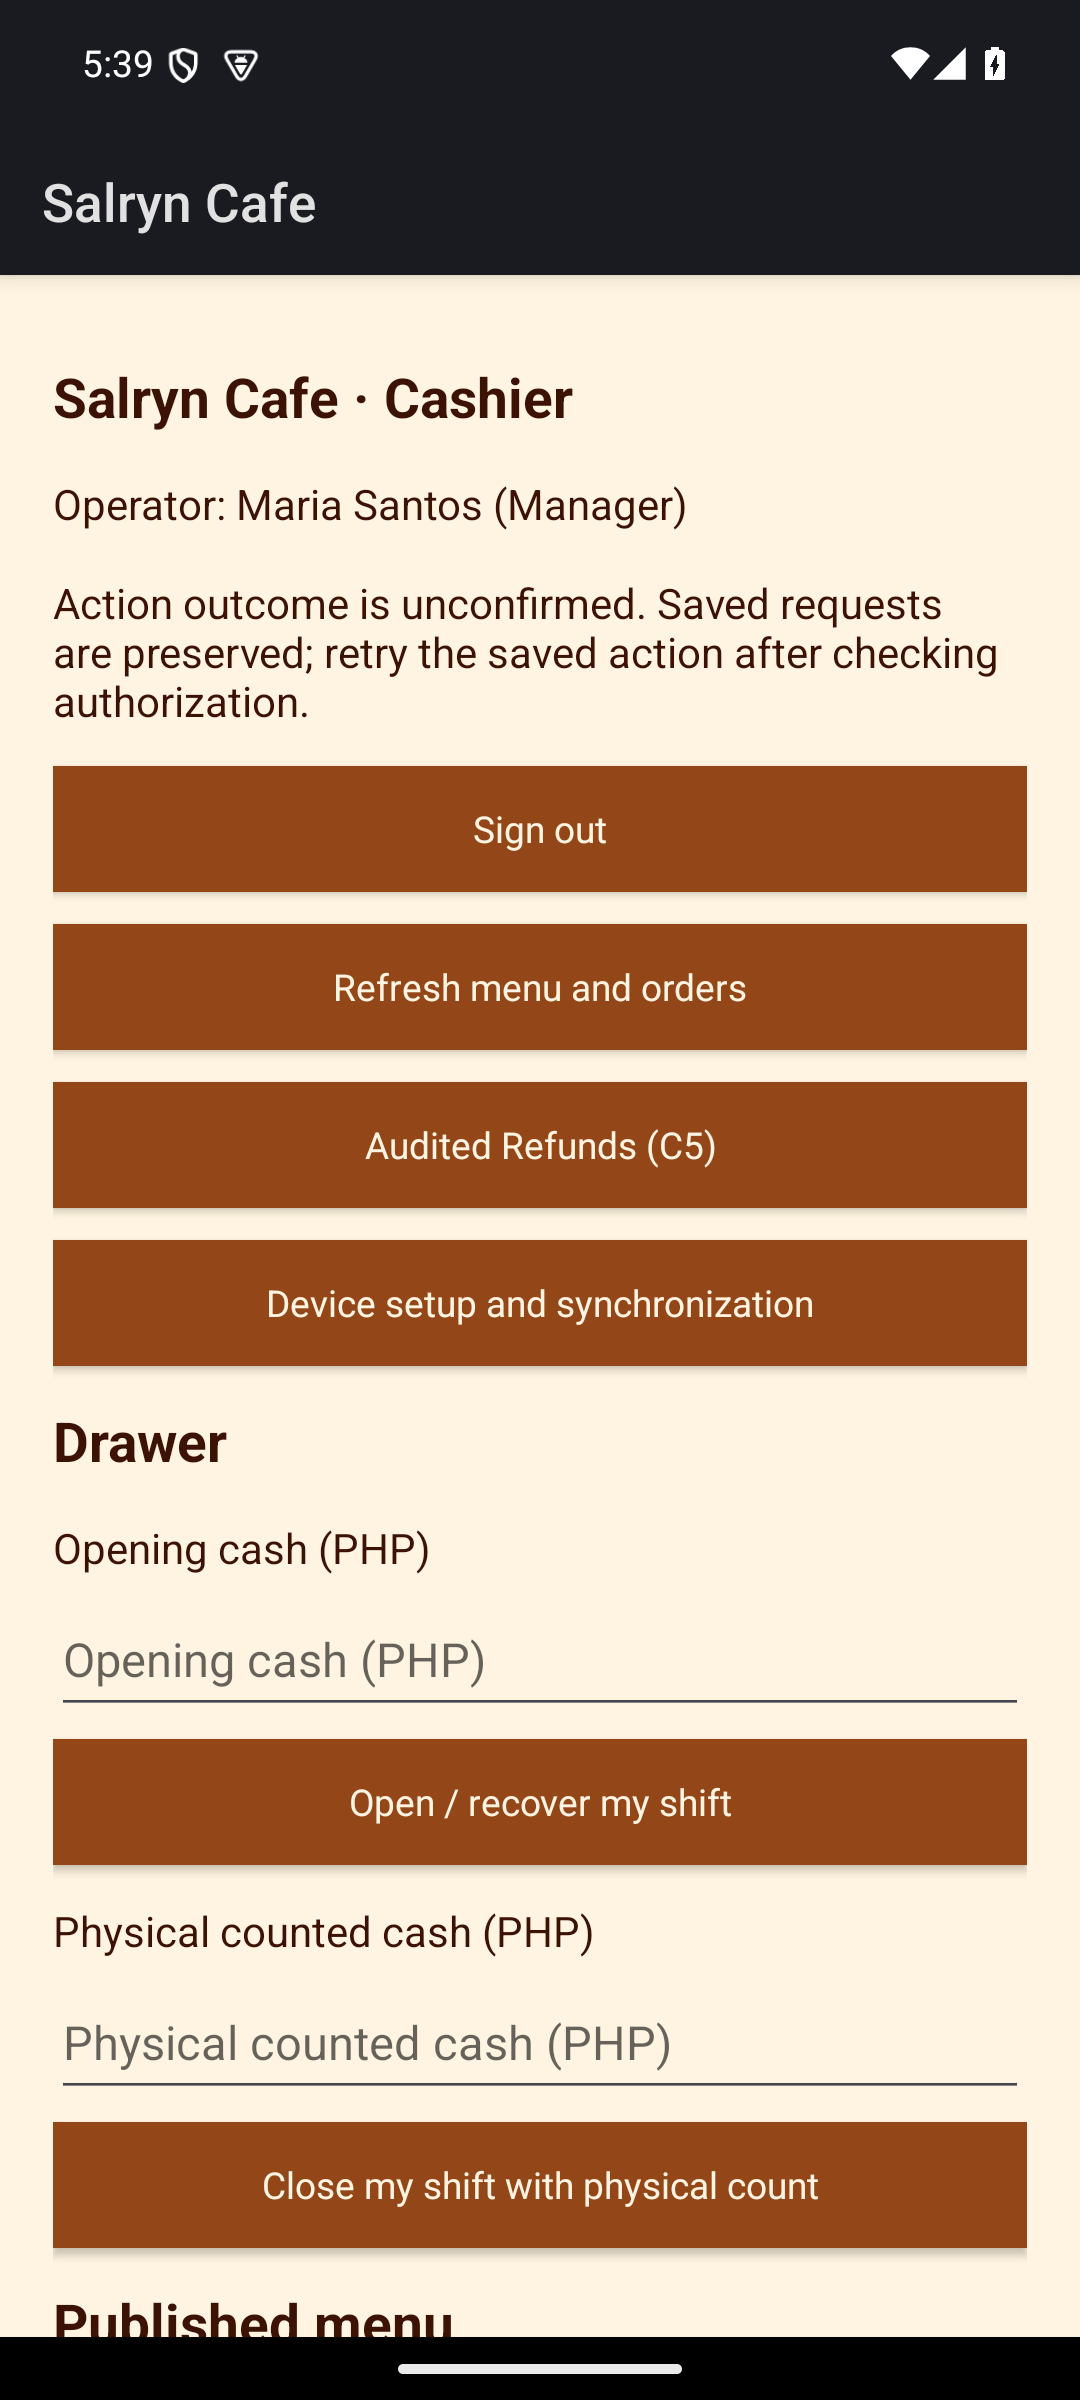 5:39
Salryn Cafe
Salryn Cafe · Cashier
Operator: Maria Santos (Manager)
Action outcome is unconfirmed. Saved requests
are preserved; retry the saved action after checking
authorization.
Sign out
Refresh menu and orders
Audited Refunds (C5)
Device setup and synchronization
Drawer
Opening cash (PHP)
Opening cash (PHP)
Open / recover my shift
Physical counted cash (PHP)
Physical counted cash (PHP)
Close my shift with physical count
Published menu